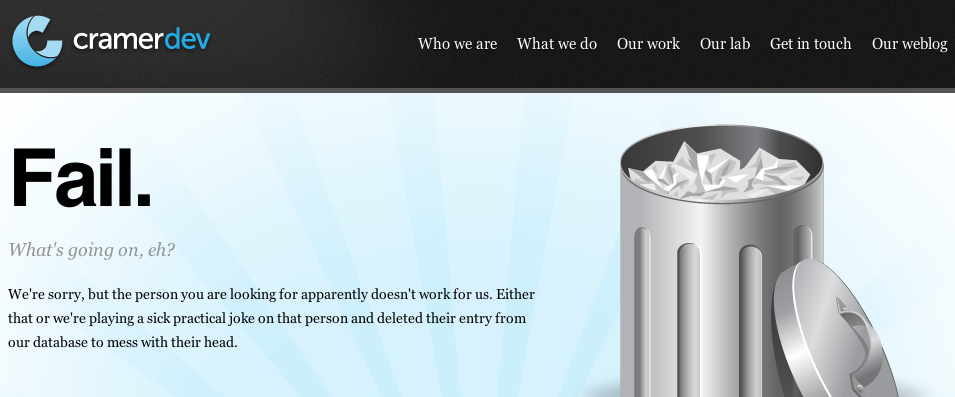 cramerdev
Who we are What we do Our work Our lab Get in touch Our weblog
Fail.
What's going on, eh?
We're sorry, but the person you are looking for apparently doesn't work for us. Either
that or we're playing a sick practical joke on that person and deleted their entry from
our database to mess with their head.